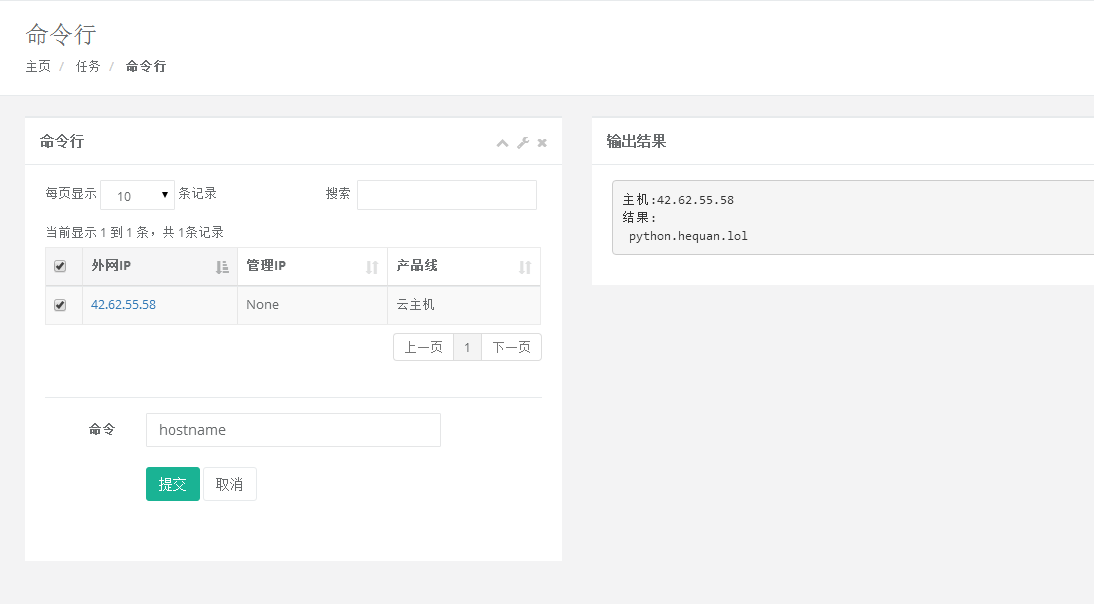 命令行
主页 / 任务 / 命令行
命令行
每页显示 10 条记录 搜索
当前显示 1 到 1 条，共 1条记录
外网IP 管理IP 产品线
42.62.55.58 None 云主机
上一页 1 下一页
命令 hostname
提交 取消
输出结果
主机:42.62.55.58
结果:
python.hequan.lol